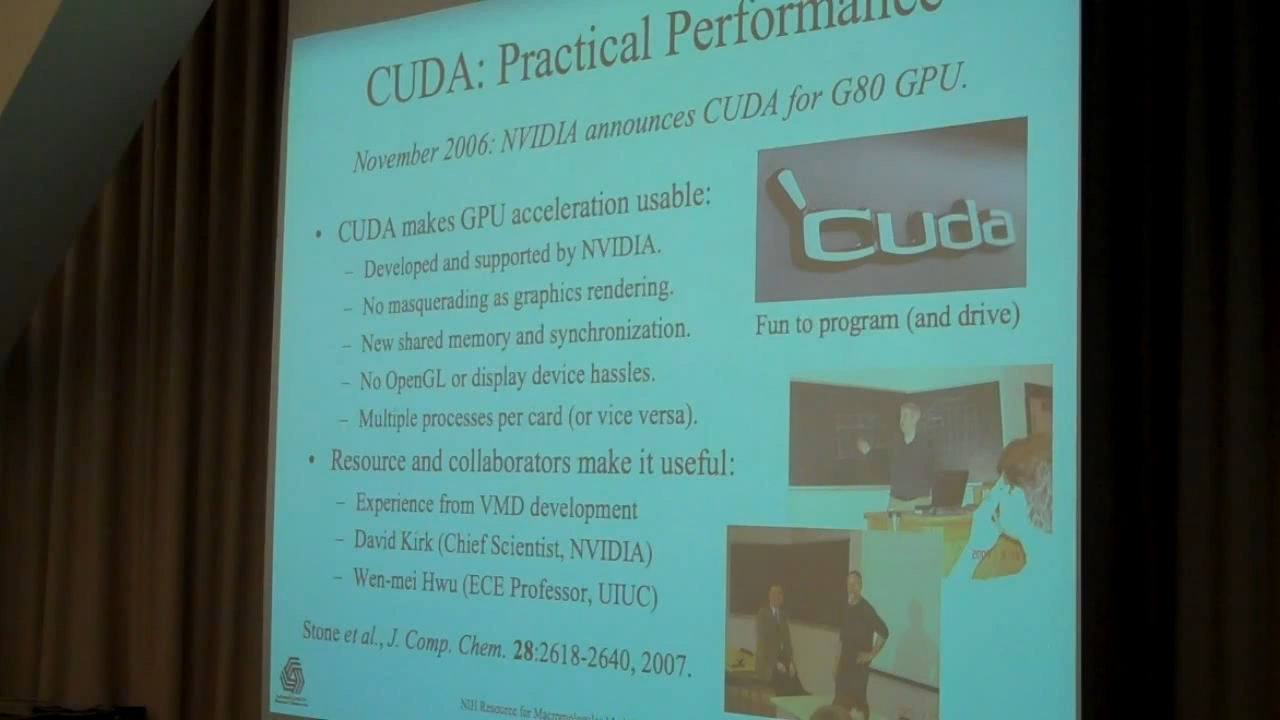 CUDA: Practical Performance
November 2006: NVIDIA announces CUDA for G80 GPU.
• CUDA makes GPU acceleration usable:
– Developed and supported by NVIDIA.
– No masquerading as graphics rendering.
– New shared memory and synchronization.
– No OpenGL or display device hassles.
– Multiple processes per card (or vice versa).
• Resource and collaborators make it useful:
– Experience from VMD development
– David Kirk (Chief Scientist, NVIDIA)
– Wen-mei Hwu (ECE Professor, UIUC)
Stone et al., J. Comp. Chem. 28:2618-2640, 2007.
'cuda
Fun to program (and drive)
NIH Resource for